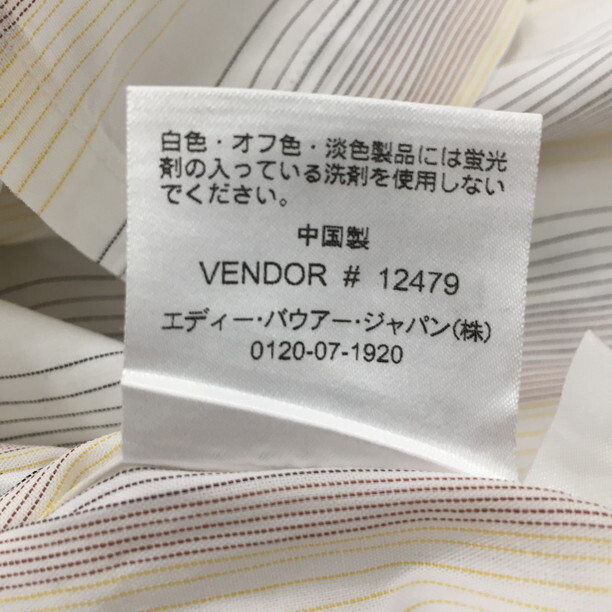 白色・オフ色・淡色製品には蛍光
剤の入っている洗剤を使用しない
でください。
中国製
VENDOR # 12479
エディー・バウアー・ジャパン(株)
0120-07-1920